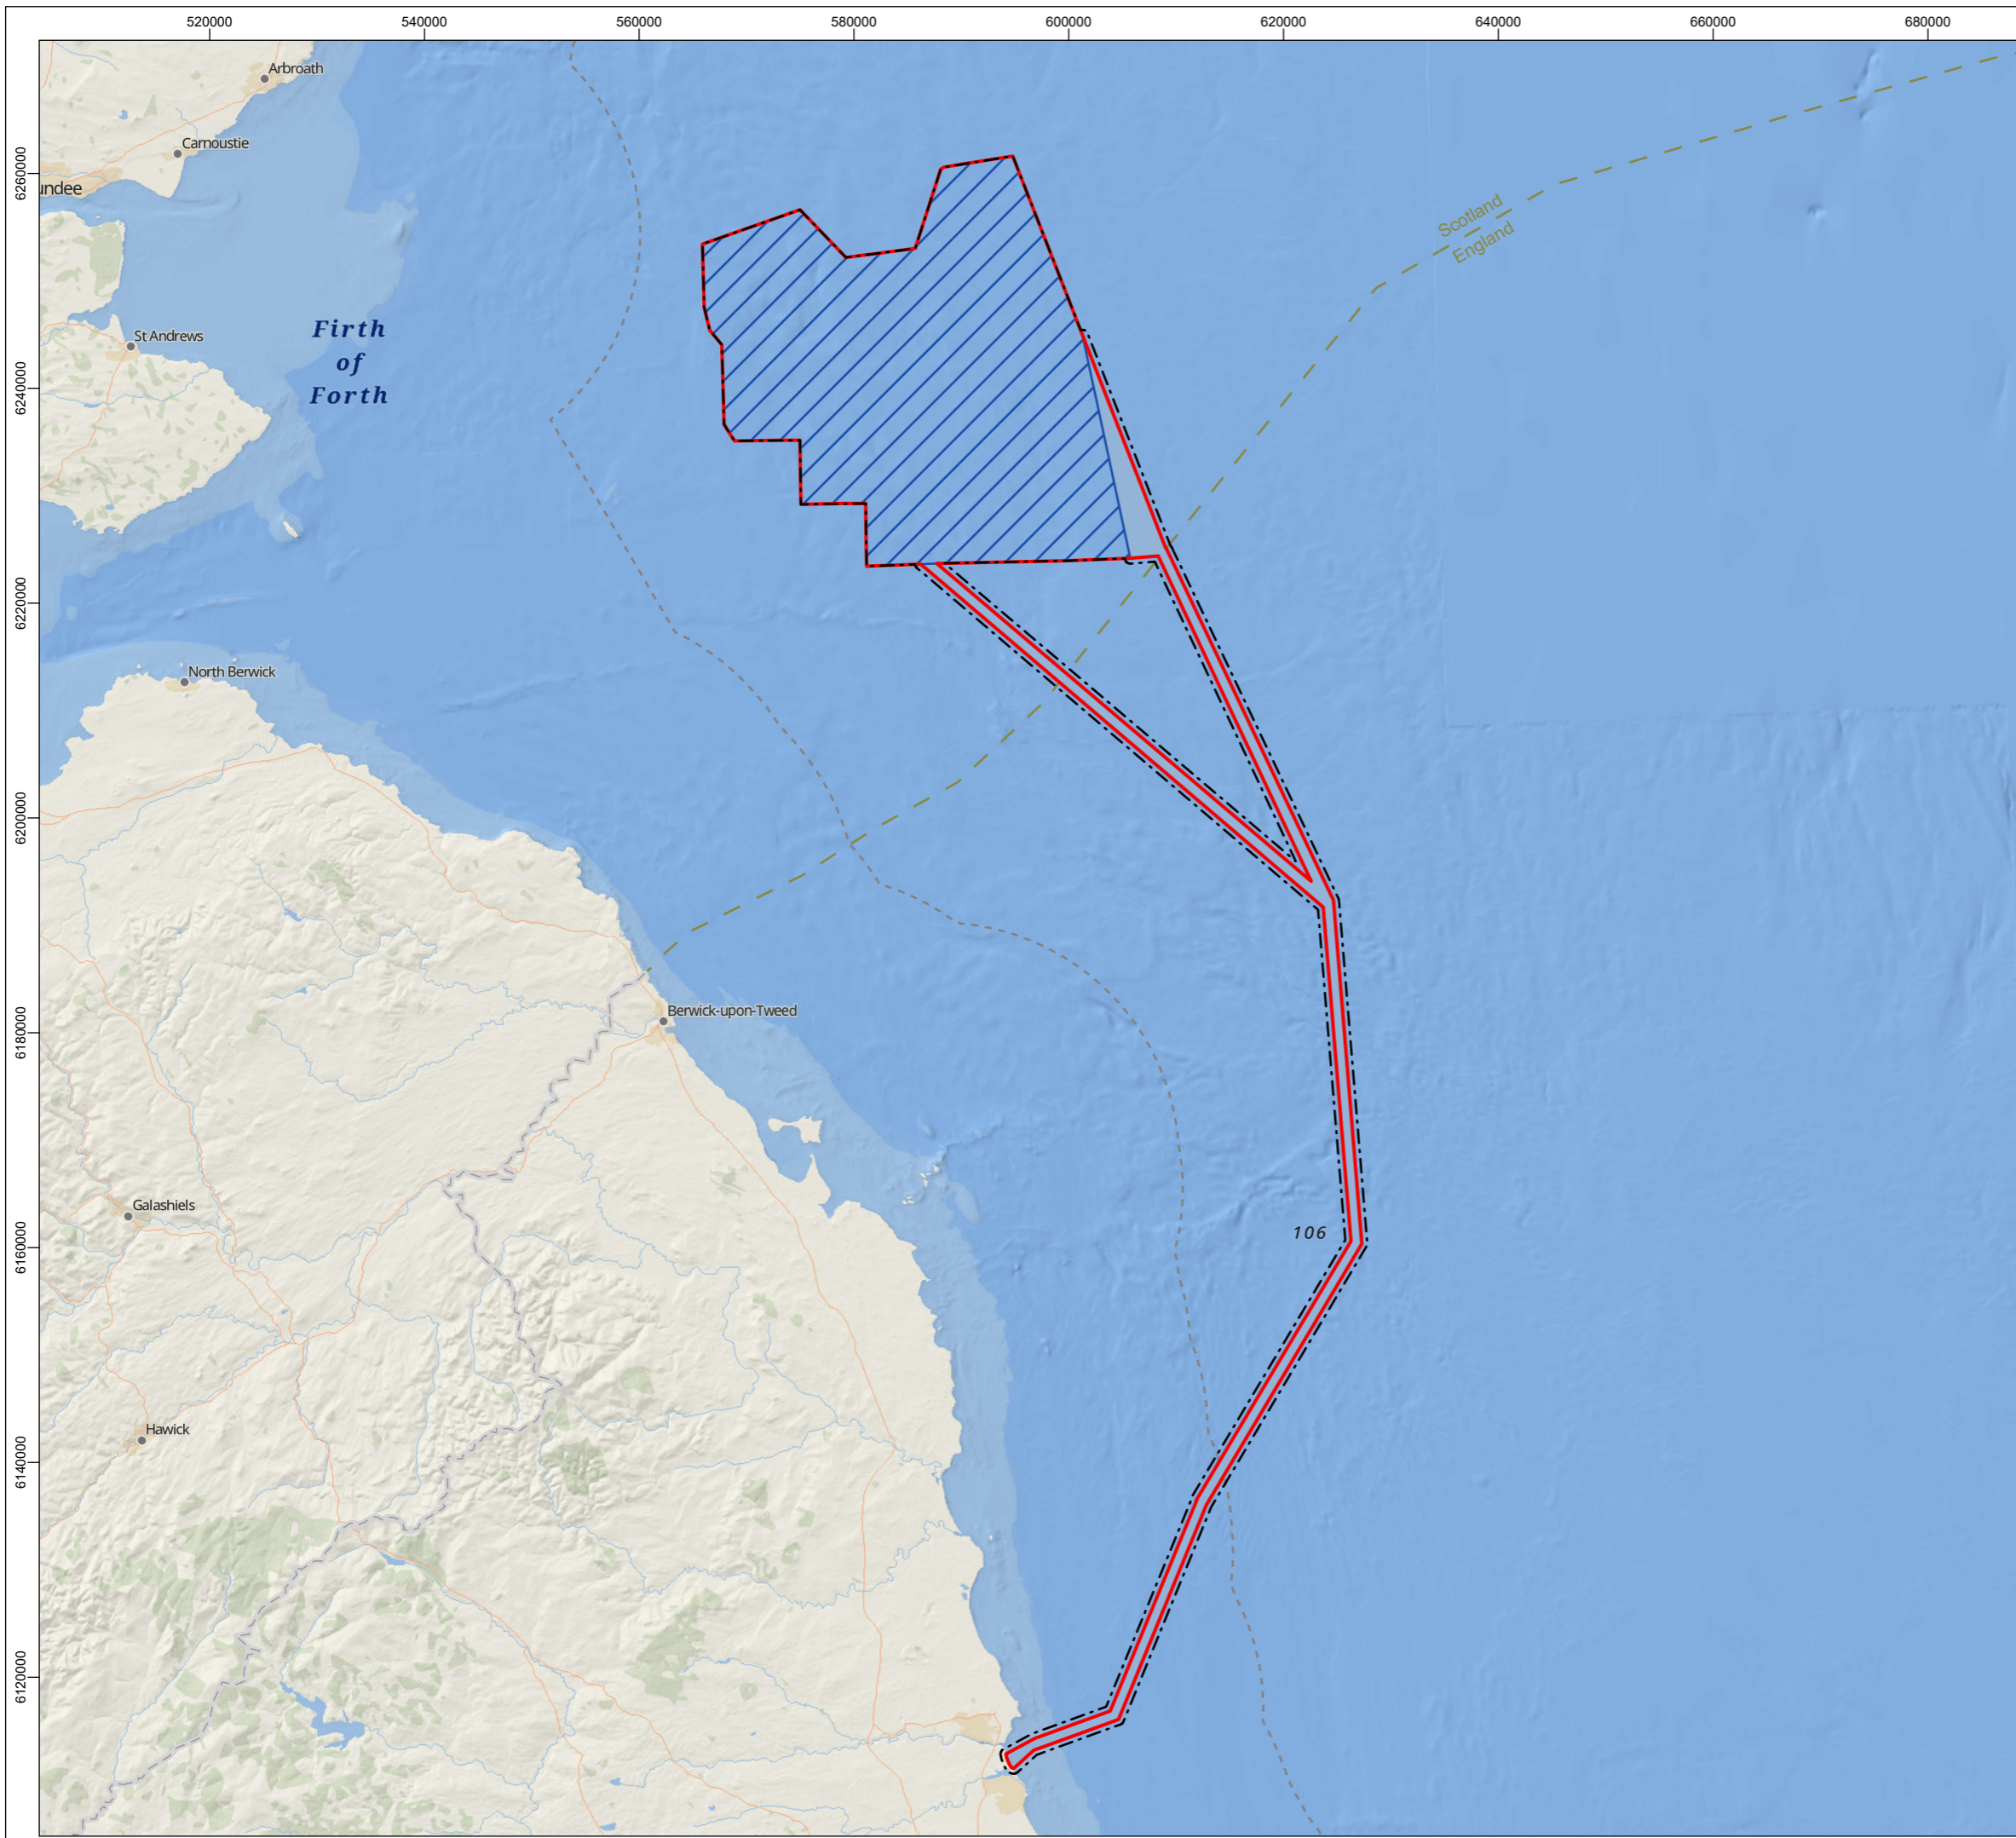 520000
540000
560000
580000
600000
620000
640000
660000
680000
6260000
6240000
6220000
6200000
6180000
6160000
6140000
6120000
Arbroath
Carnoustie
undee
St Andrews
Firth
of
Forth
Scotland
England
North Berwick
Berwick-upon-Tweed
Galashiels
106
Hawick